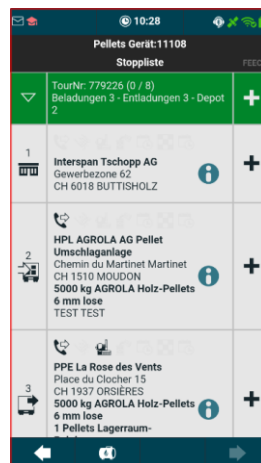 10:28
Pellets Gerät:11108
Stoppliste
FEED
TourNr: 779226 (0 / 8)
Beladungen 3 - Entladungen 3 - Depot
2
1
Interspan Tschopp AG
Gewerbezone 62
CH 6018 BUTTISHOLZ
2
HPL AGROLA AG Pellet
Umschlaganlage
Chemin du Martinet Martinet
CH 1510 MOUDON
5000 kg AGROLA Holz-Pellets
6 mm lose
TEST TEST
3
PPE La Rose des Vents
Place du Clocher 15
CH 1937 ORSIÈRES
5000 kg AGROLA Holz-Pellets
6 mm lose
1 Pellets Lagerraum-